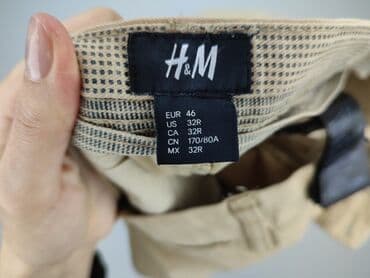 H&M
EUR 46
US 32R
CA 32R
CN 170/80A
MX 32R